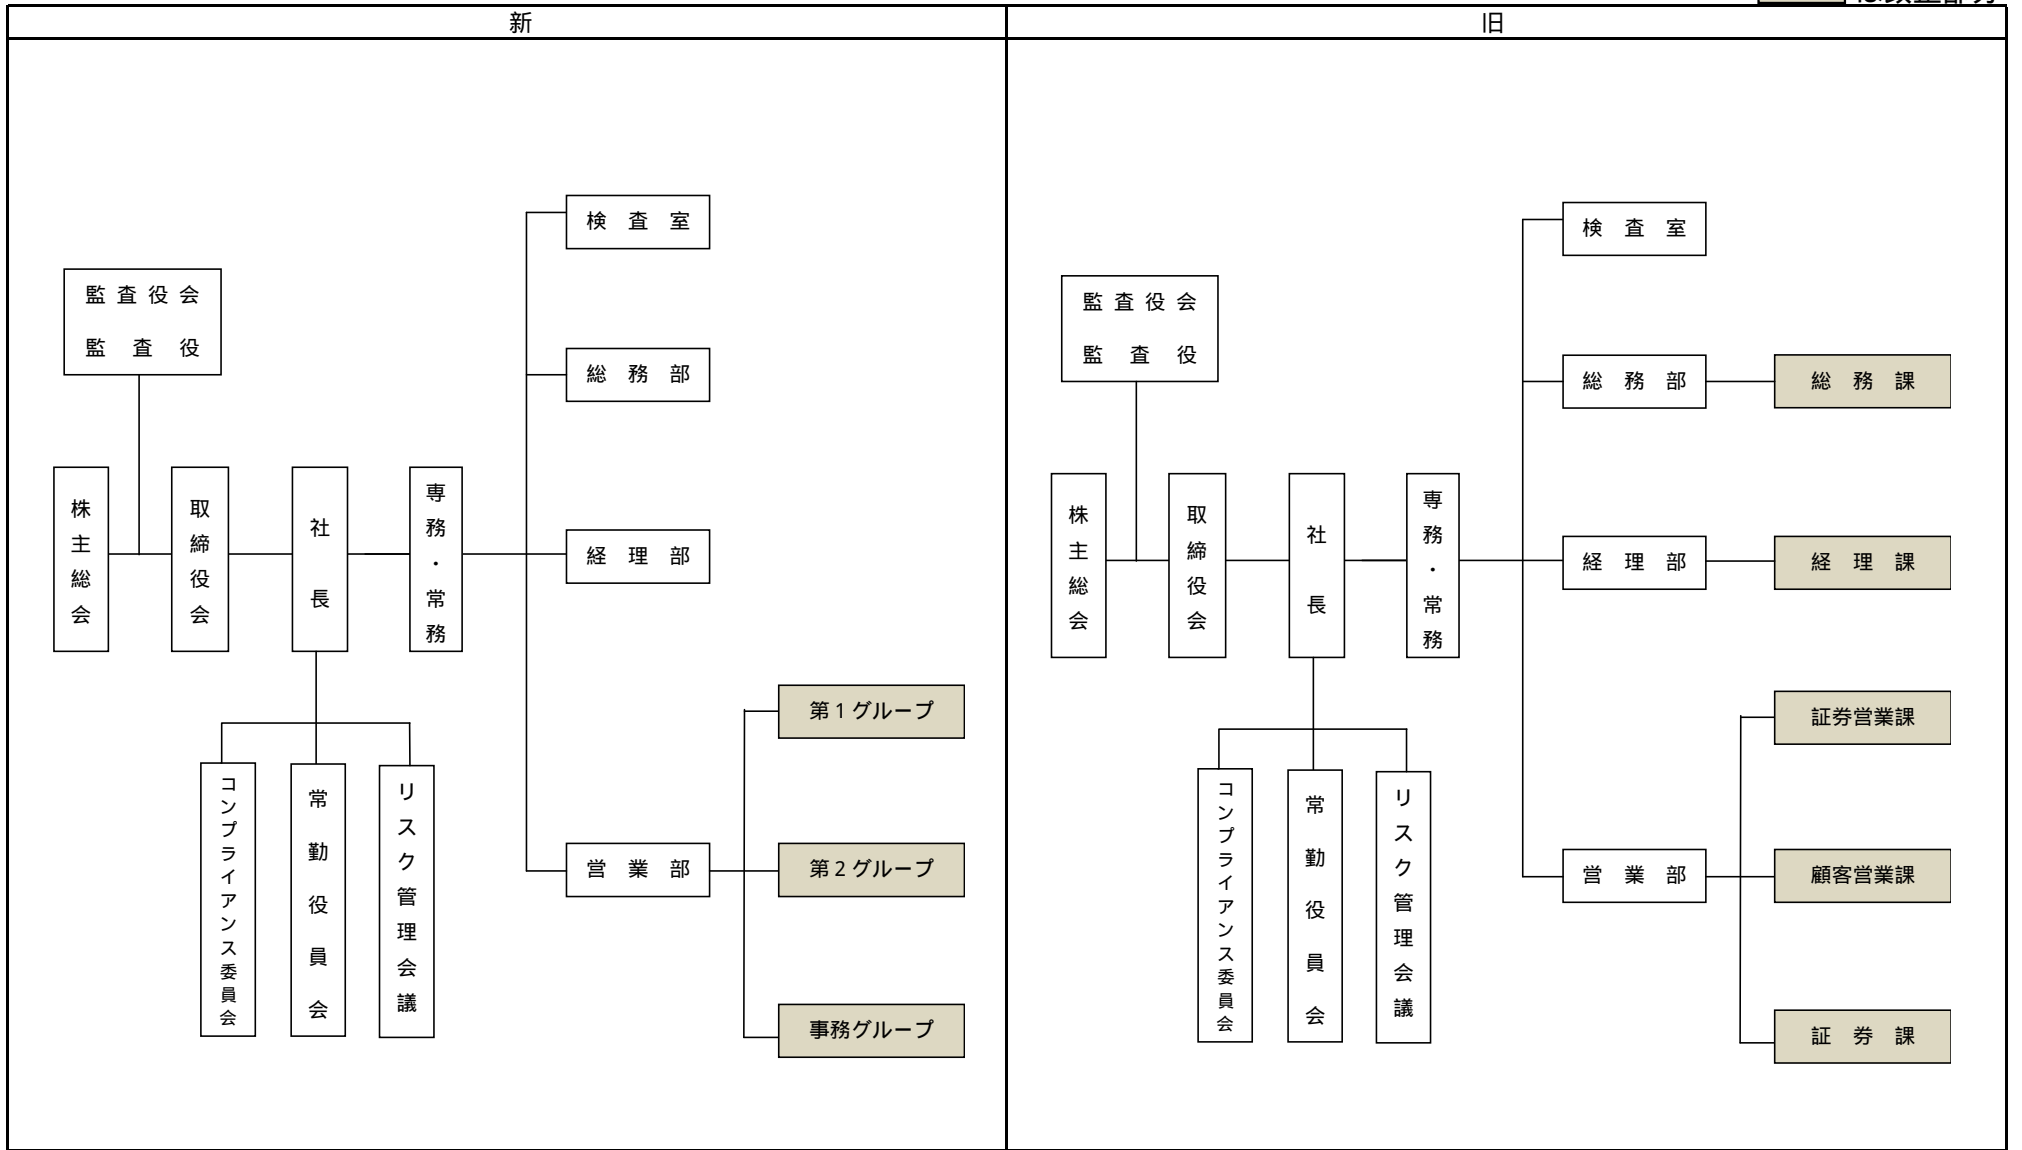 新
検 査 室
監 査 役 会
監 査 役
総 務 部
株主総会
取締役会
社長
専務・常務
経 理 部
コンプライアンス委員会
常勤役員会
リスク管理会議
営 業 部
第1グループ
第2グループ
事務グループ
旧
検 査 室
監 査 役 会
監 査 役
総 務 部
総 務 課
株主総会
取締役会
社長
専務・常務
経 理 部
経 理 課
コンプライアンス委員会
常勤役員会
リスク管理会議
営 業 部
証券営業課
顧客営業課
証 券 課